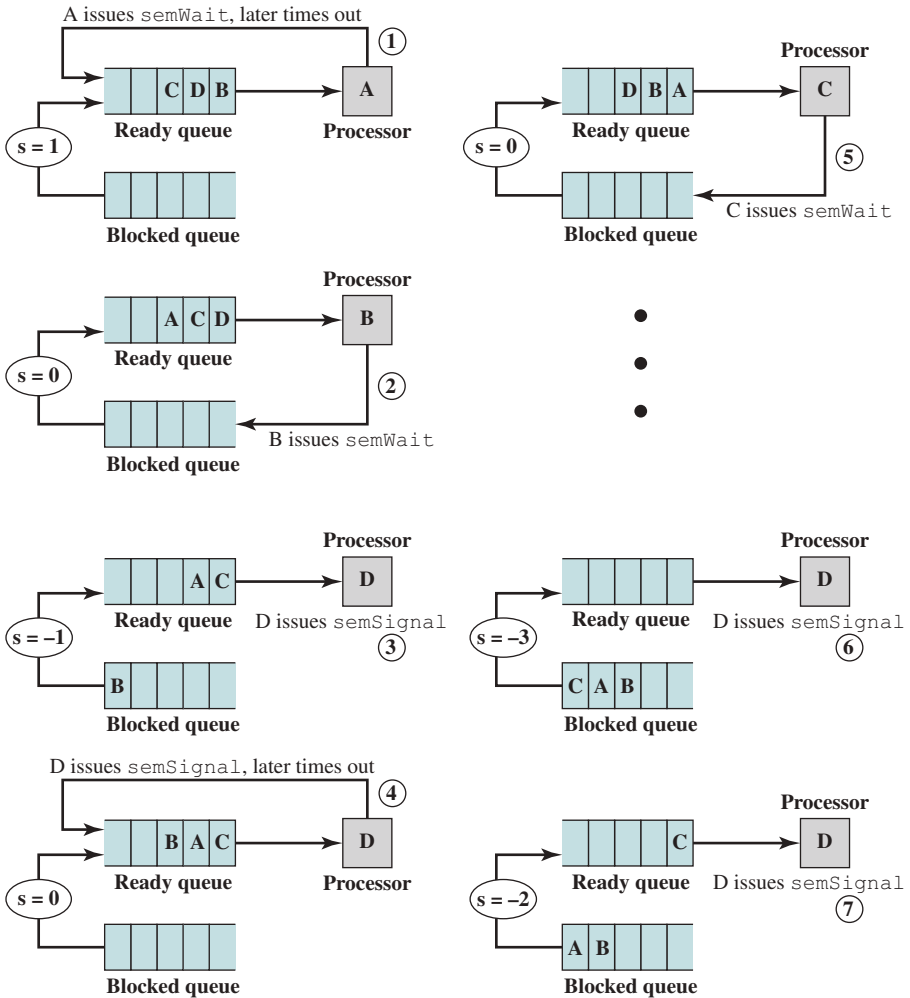 A issues semWait, later times out
1
C D B
A
Ready queue
Processor
s = 1
Blocked queue
Processor
D B A
C
Ready queue
s = 0
5
C issues semWait
Blocked queue
Processor
A C D
B
Ready queue
s = 0
2
B issues semWait
Blocked queue
Processor
A C
D
Ready queue
D issues semSignal
s = –1
3
B
Blocked queue
Processor
D
Ready queue
D issues semSignal
s = –3
6
C A B
Blocked queue
D issues semSignal, later times out
4
B A C
D
Ready queue
Processor
s = 0
Blocked queue
Processor
C
D
Ready queue
D issues semSignal
s = –2
7
A B
Blocked queue